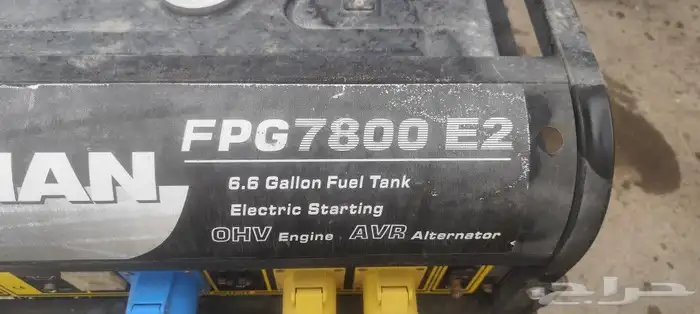 FPG7800 E2
MAN
6.6 Gallon Fuel Tank
Electric Starting
OHV Engine AVR Alternator
حراج